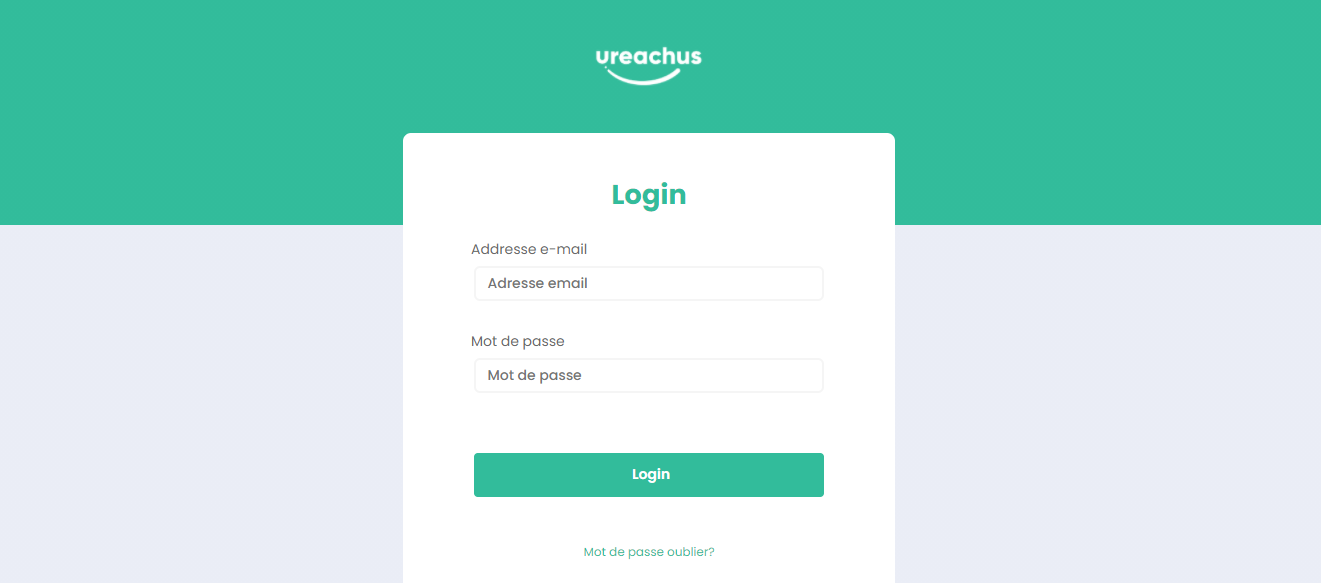 ureachus
Login
Addresse e-mail
Adresse email
Mot de passe
Mot de passe
Login
Mot de passe oublier?